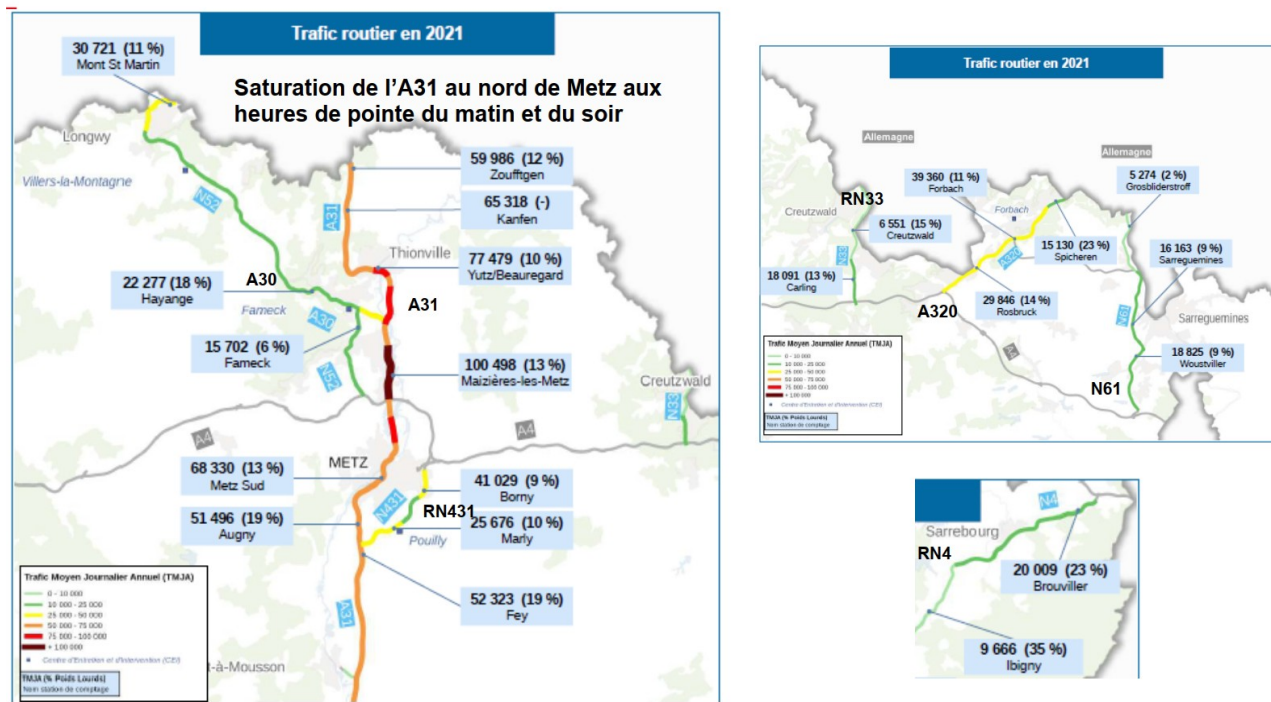 Trafic routier en 2021
30 721 (11 %)
Mont St Martin
Saturation de l'A31 au nord de Metz aux
heures de pointe du matin et du soir
Longwy
Villers-la-Montagne
N52
59 986 (12 %)
Zoufftgen
A31
65 318 (-)
Kanfen
Thionville
77 479 (10 %)
Yutz/Beauregard
A30
22 277 (18 %)
Hayange
A31
Fameck
A30
15 702 (6 %)
Fameck
N52
100 498 (13 %)
Maizières-les-Metz
Creutzwald
N33
A4
A4
METZ
68 330 (13 %)
Metz Sud
41 029 (9 %)
Borny
N431
RN431
51 496 (19 %)
Augny
25 676 (10 %)
Marly
Pouilly
52 323 (19 %)
Fey
A31
t-à-Mousson
Trafic Moyen Journalier Annuel (TMJA)
0 - 10 000
10 000 - 25 000
25 000 - 50 000
50 000 - 75 000
75 000 - 100 000
+ 100 000
Centre d'Entretien et d'Intervention (CEI)
TMJA (% Poids Lourds)
Nom station de comptage
Trafic routier en 2021
Allemagne
Allemagne
39 360 (11 %)
Forbach
5 274 (2 %)
Grosbliderstroff
RN33
Creutzwald
Forbach
6 551 (15 %)
Creutzwald
15 130 (23 %)
Spicheren
16 163 (9 %)
Sarreguemines
N33
A320
18 091 (13 %)
Carling
29 846 (14 %)
Rosbruck
A320
N61
Sarreguemines
A4
18 825 (9 %)
Woustviller
N61
Trafic Moyen Journalier Annuel (TMJA)
0 - 10 000
10 000 - 25 000
25 000 - 50 000
50 000 - 75 000
75 000 - 100 000
+ 100 000
Centre d'Entretien et d'Intervention (CEI)
TMJA (% Poids Lourds)
Nom station de comptage
N4
Sarrebourg
RN4
20 009 (23 %)
Brouviller
9 666 (35 %)
Ibigny